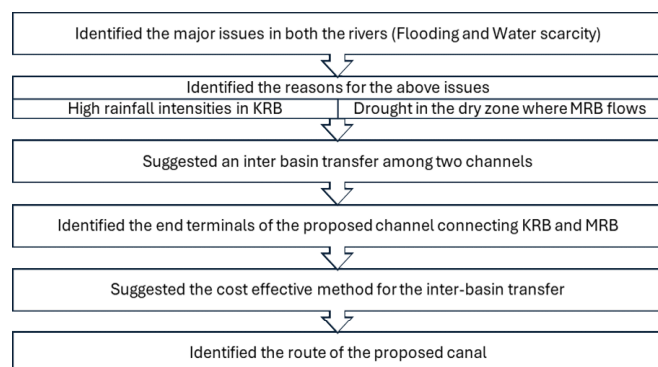 Identified the major issues in both the rivers (Flooding and Water scarcity)
Identified the reasons for the above issues
High rainfall intensities in KRB
Drought in the dry zone where MRB flows
Suggested an inter basin transfer among two channels
Identified the end terminals of the proposed channel connecting KRB and MRB
Suggested the cost effective method for the inter-basin transfer
Identified the route of the proposed canal